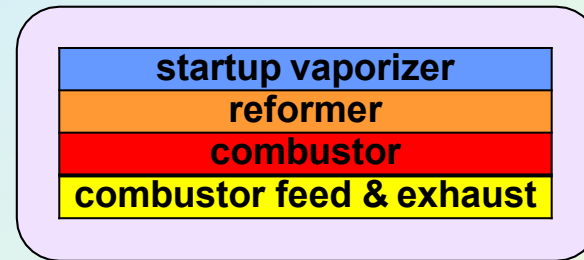 startup vaporizer
reformer
combustor
combustor feed & exhaust